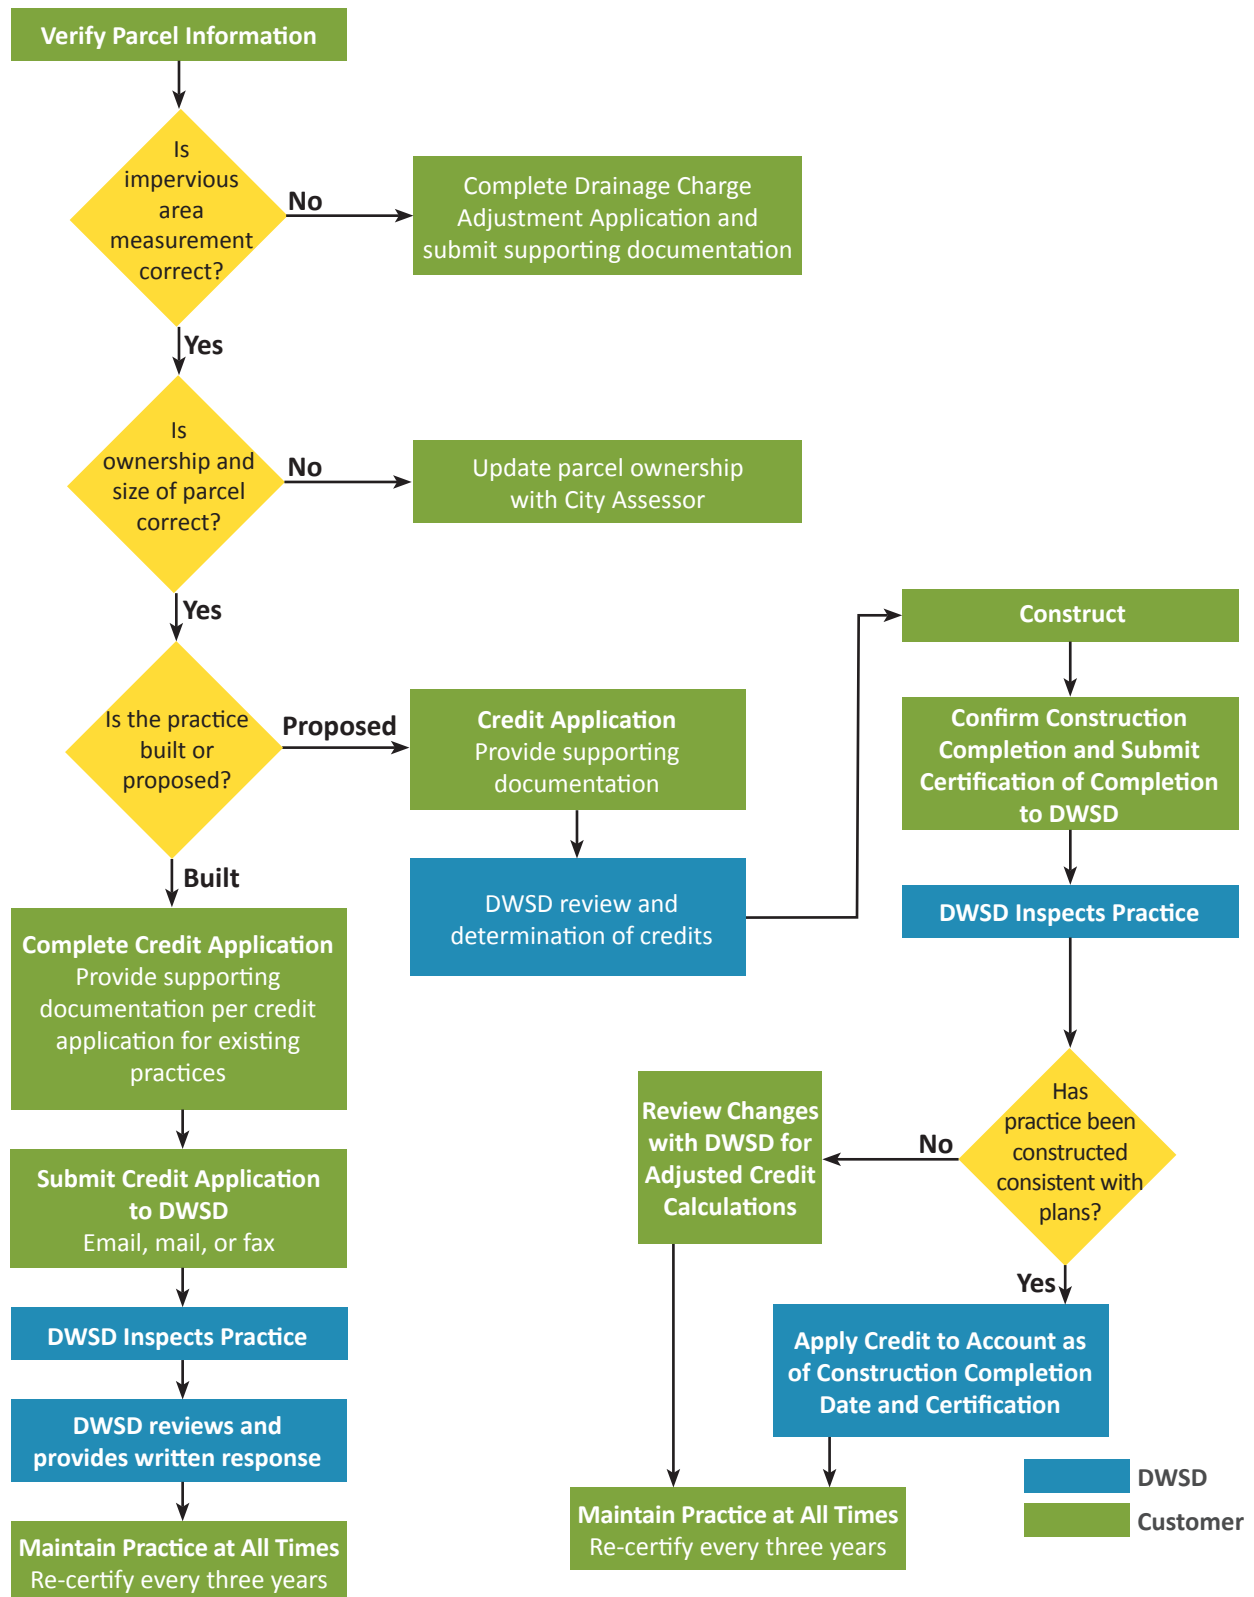 Verify Parcel Information
Is
impervious
area
measurement
correct?
No
Complete Drainage Charge
Adjustment Application and
submit supporting documentation
Yes
Is
ownership and
size of parcel
correct?
No
Update parcel ownership
with City Assessor
Yes
Is the practice
built or
proposed?
Proposed
Credit Application
Provide supporting
documentation
DWSD review and
determination of credits
Built
Complete Credit Application
Provide supporting
documentation per credit
application for existing
practices
Submit Credit Application
to DWSD
Email, mail, or fax
DWSD Inspects Practice
DWSD reviews and
provides written response
Maintain Practice at All Times
Re-certify every three years
Construct
Confirm Construction
Completion and Submit
Certification of Completion
to DWSD
DWSD Inspects Practice
Has
practice been
constructed
consistent with
plans?
No
Review Changes
with DWSD for
Adjusted Credit
Calculations
Yes
Apply Credit to Account as
of Construction Completion
Date and Certification
Maintain Practice at All Times
Re-certify every three years
DWSD
Customer